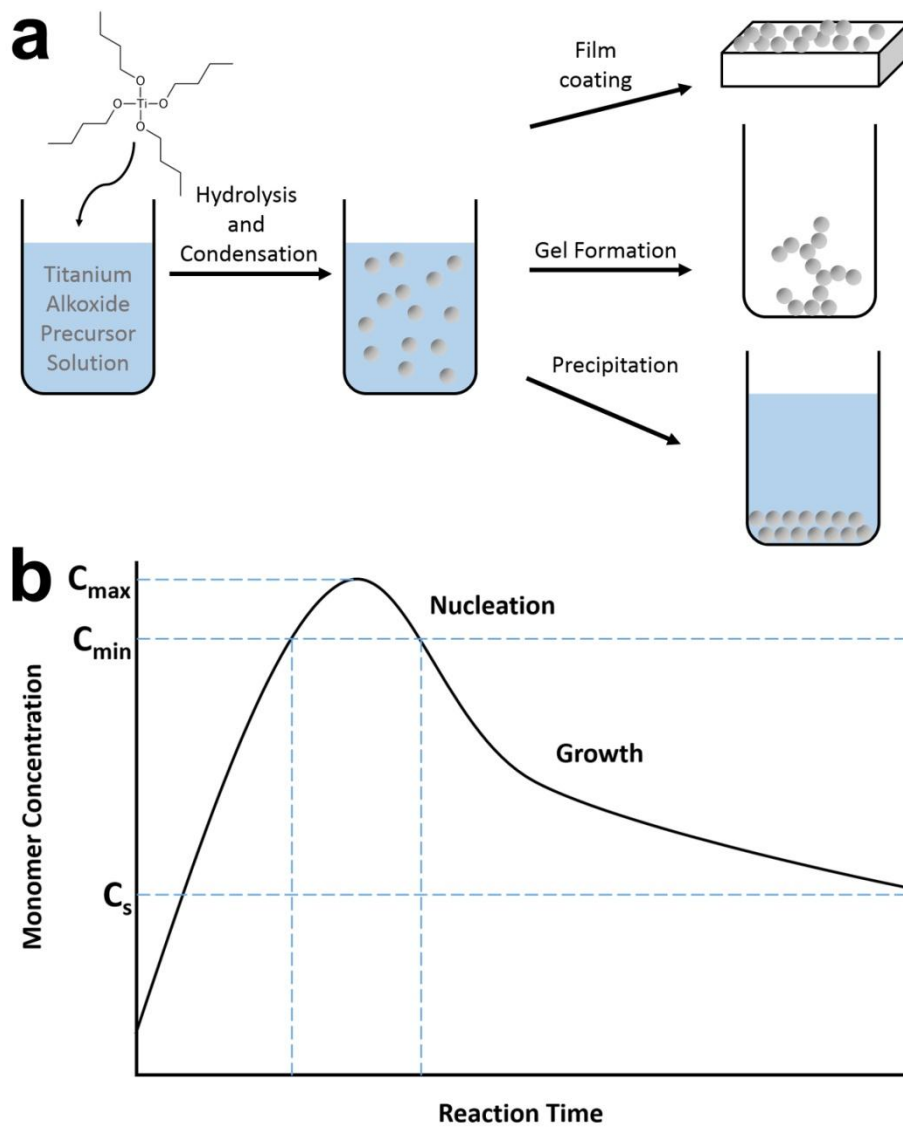 a
O
O
Ti
O
O
Film
coating
Hydrolysis
and
Condensation
Titanium
Alkoxide
Precursor
Solution
Gel Formation
Precipitation
b
Cmax
Cmin
Cs
Nucleation
Growth
Monomer Concentration
Reaction Time